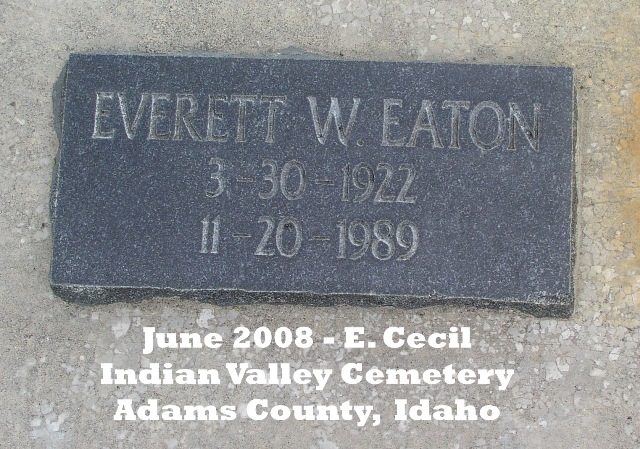 EVERETT W. EATON
3-30-1922
11-20-1989
June 2008 - E. Cecil
Indian Valley Cemetery
Adams County, Idaho